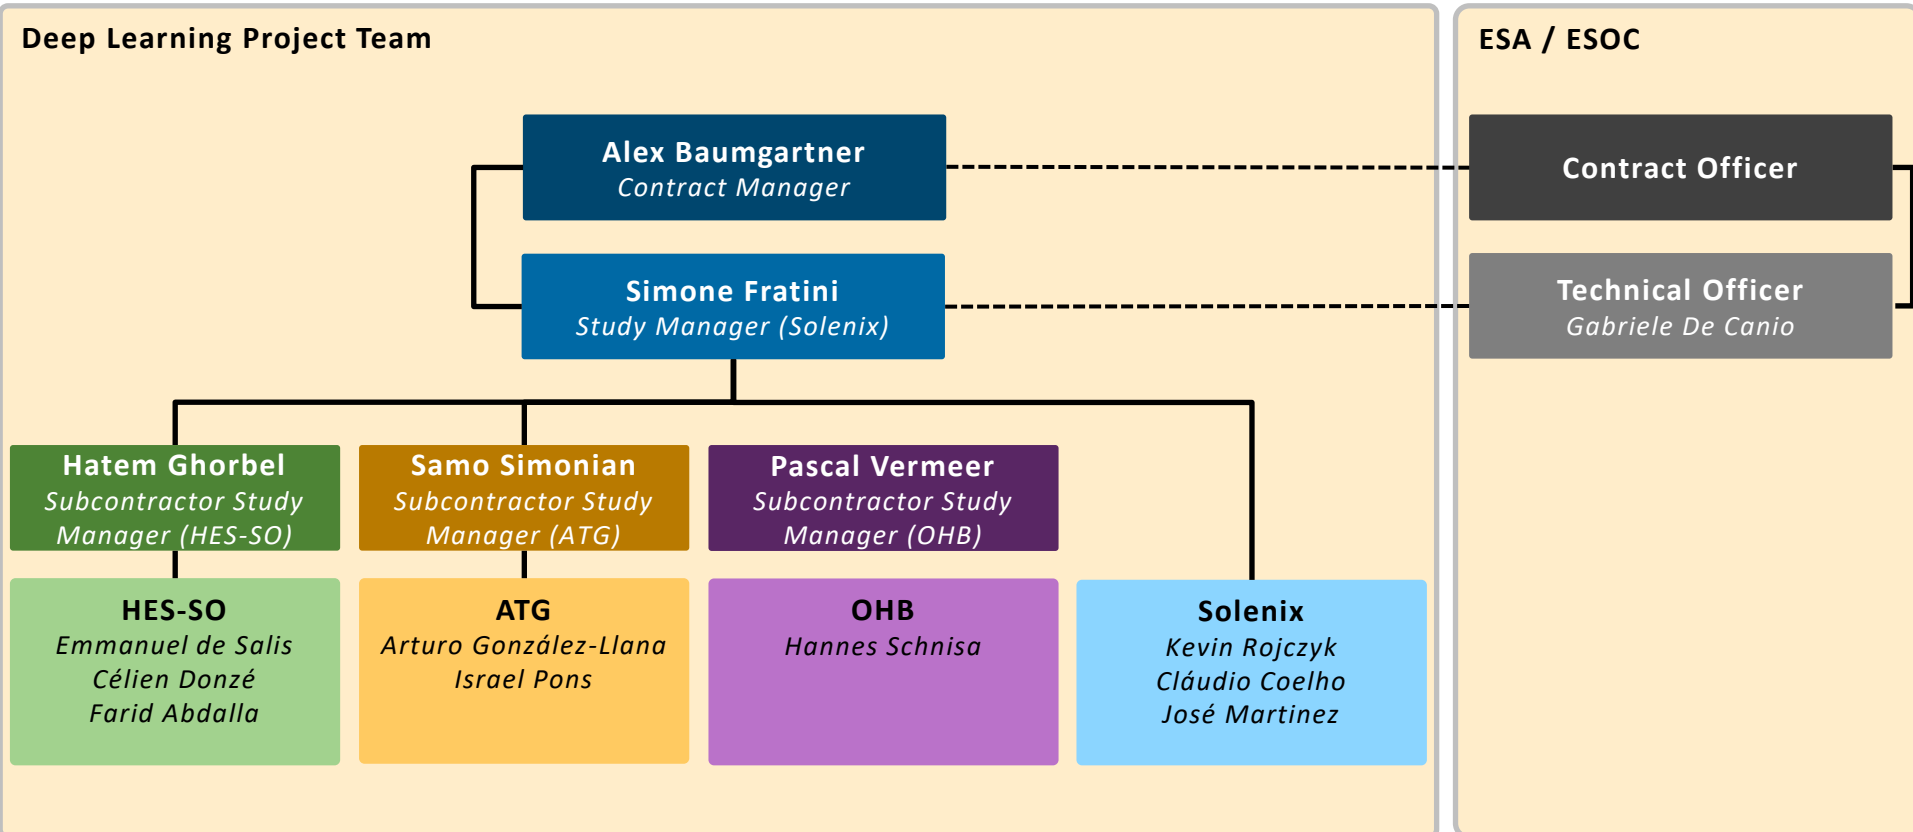 Deep Learning Project Team
ESA / ESOC
Alex Baumgartner
Contract Manager
Contract Officer
Simone Fratini
Study Manager (Solenix)
Technical Officer
Gabriele De Canio
Hatem Ghorbel
Subcontractor Study
Manager (HES-SO)
Samo Simonian
Subcontractor Study
Manager (ATG)
Pascal Vermeer
Subcontractor Study
Manager (OHB)
HES-SO
Emmanuel de Salis
Célien Donzé
Farid Abdalla
ATG
Arturo González-Llana
Israel Pons
OHB
Hannes Schnisa
Solenix
Kevin Rojczyk
Cláudio Coelho
José Martinez